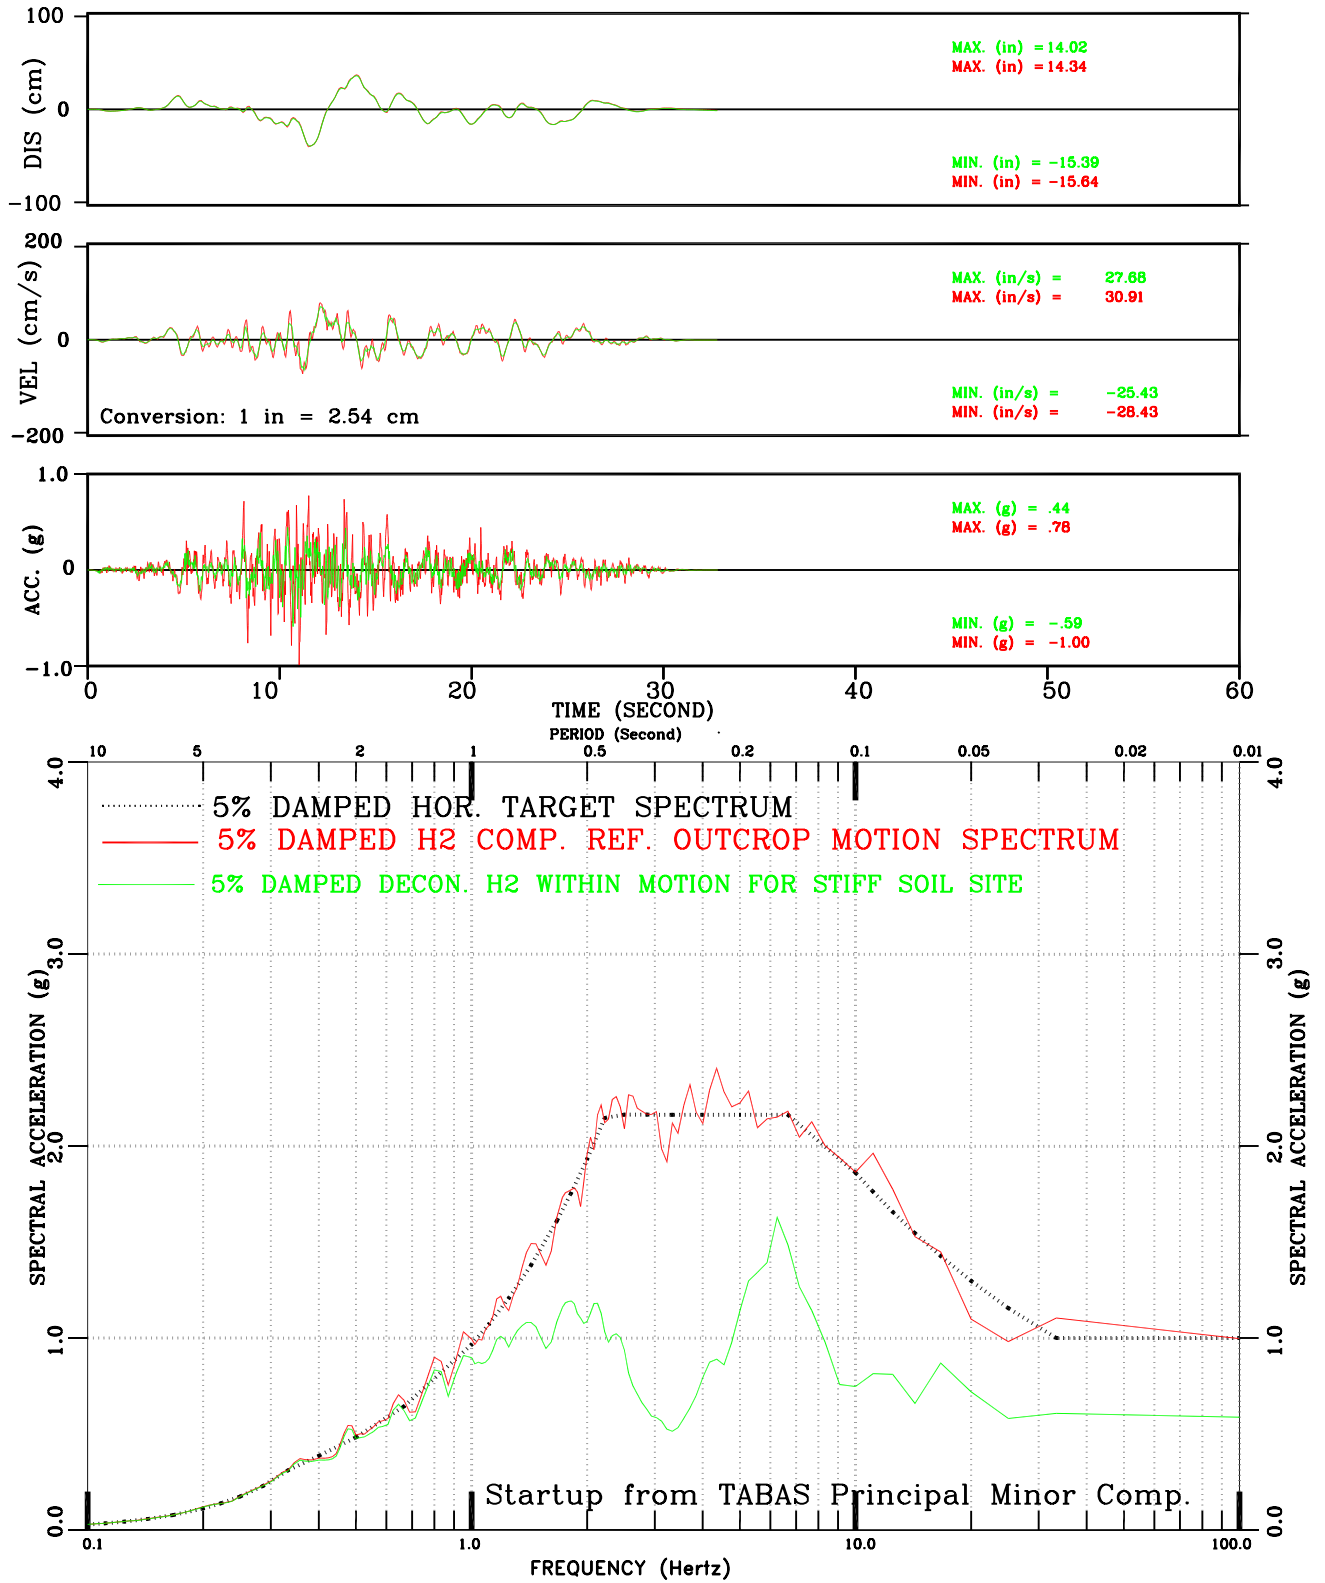 100
DIS (cm)
0
-100
MAX. (in) =14.02
MAX. (in) =14.34
MIN. (in) = -15.39
MIN. (in) = -15.64
200
VEL (cm/s)
0
-200
MAX. (in/s) = 27.68
MAX. (in/s) = 30.91
MIN. (in/s) = -25.43
MIN. (in/s) = -28.43
Conversion: 1 in = 2.54 cm
1.0
ACC. (g)
0
-1.0
MAX. (g) = .44
MAX. (g) = .78
MIN. (g) = -.59
MIN. (g) = -1.00
0 10 20 30 40 50 60
TIME (SECOND)
PERIOD (Second)
10 5 2 1 0.5 0.2 0.1 0.05 0.02 0.01
5% DAMPED HOR. TARGET SPECTRUM
5% DAMPED H2 COMP. REF. OUTCROP MOTION SPECTRUM
5% DAMPED DECON. H2 WITHIN MOTION FOR STIFF SOIL SITE
4.0
3.0
2.0
1.0
0.0
SPECTRAL ACCELERATION (g)
4.0
3.0
2.0
1.0
0.0
SPECTRAL ACCELERATION (g)
Startup from TABAS Principal Minor Comp.
0.1 1.0 10.0 100.0
FREQUENCY (Hertz)